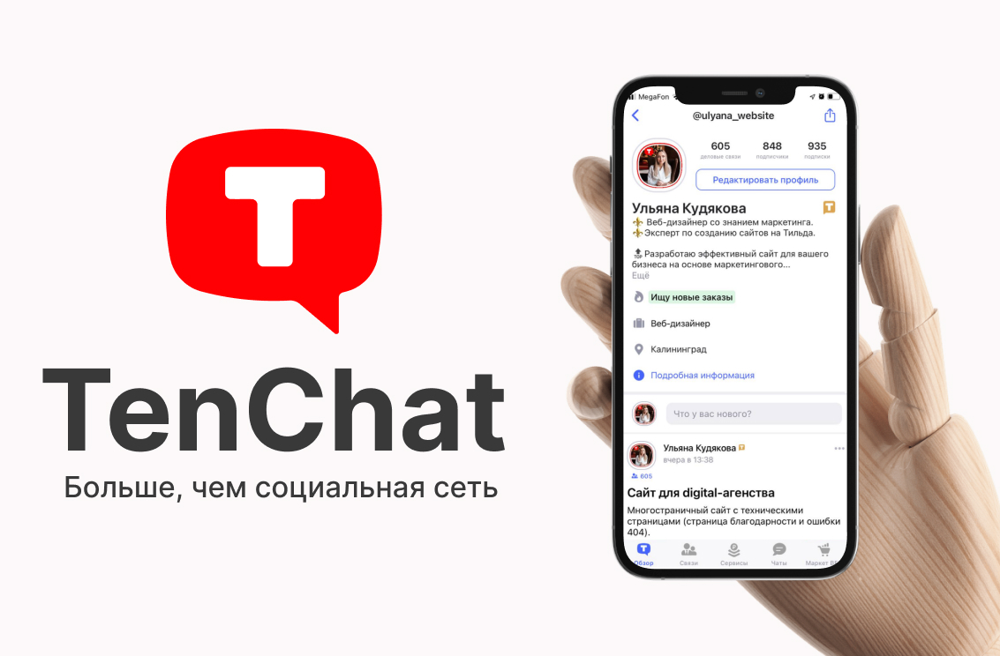 T
TenChat
Больше, чем социальная сеть
MegaFon
@ulyana_website
605 848 935
деловые связи подписчики подписки
Редактировать профиль
Ульяна Кудякова
Веб-дизайнер со знанием маркетинга.
Эксперт по созданию сайтов на Тильда.
TOP Разработаю эффективный сайт для вашего
бизнеса на основе маркетингового...
Ещё
Ищу новые заказы
Веб-дизайнер
Калининград
Подробная информация
Что у вас нового?
Ульяна Кудякова
вчера в 13:38
605
Сайт для digital-агенства
Многостраничный сайт с техническими
страницами (страница благодарности и ошибки
404).
Обзор Связи Сервисы Чаты Маркет